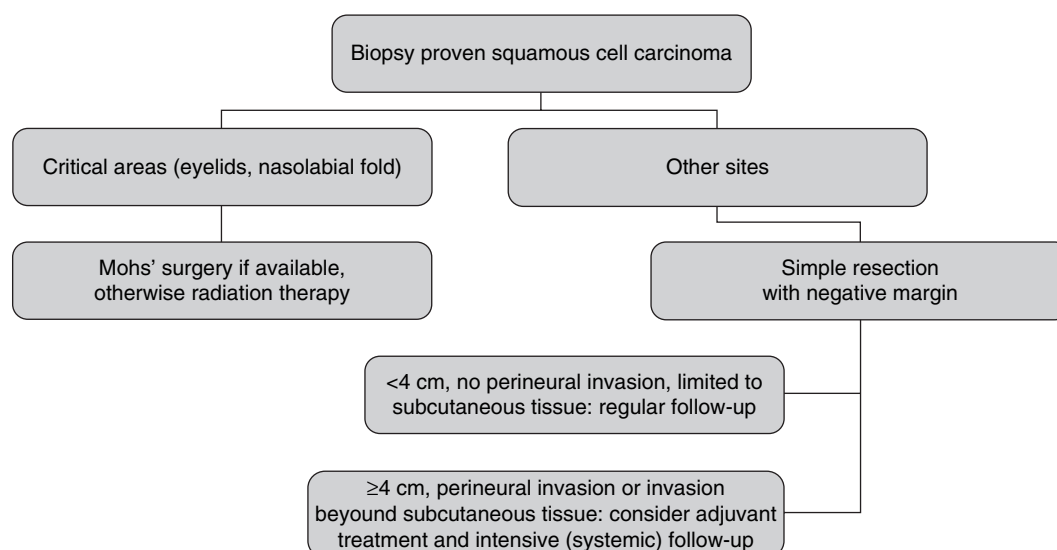 Biopsy proven squamous cell carcinoma
Critical areas (eyelids, nasolabial fold)
Other sites
Mohs’ surgery if available,
otherwise radiation therapy
Simple resection
with negative margin
<4 cm, no perineural invasion, limited to
subcutaneous tissue: regular follow-up
≥4 cm, perineural invasion or invasion
beyound subcutaneous tissue: consider adjuvant
treatment and intensive (systemic) follow-up